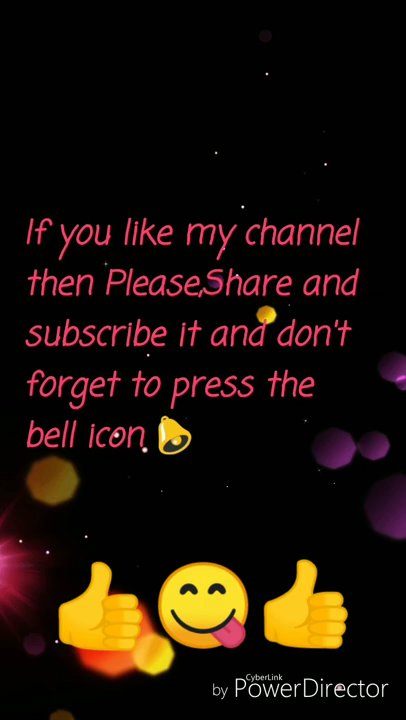 If you like my channel
then Please,Share and
subscribe it and don't
forget to press the
bell icon 🔔
👍😋👍
CyberLink
by PowerDirector